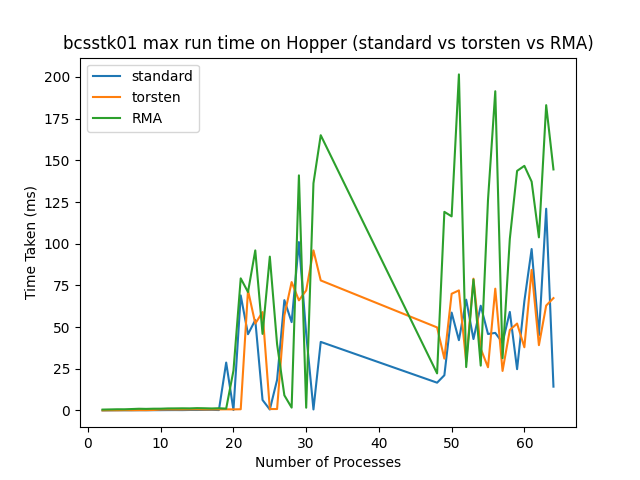 bcsstk01 max run time on Hopper (standard vs torsten vs RMA)
standard
torsten
RMA
200
175
150
125
100
75
50
25
0
Time Taken (ms)
0 10 20 30 40 50 60
Number of Processes